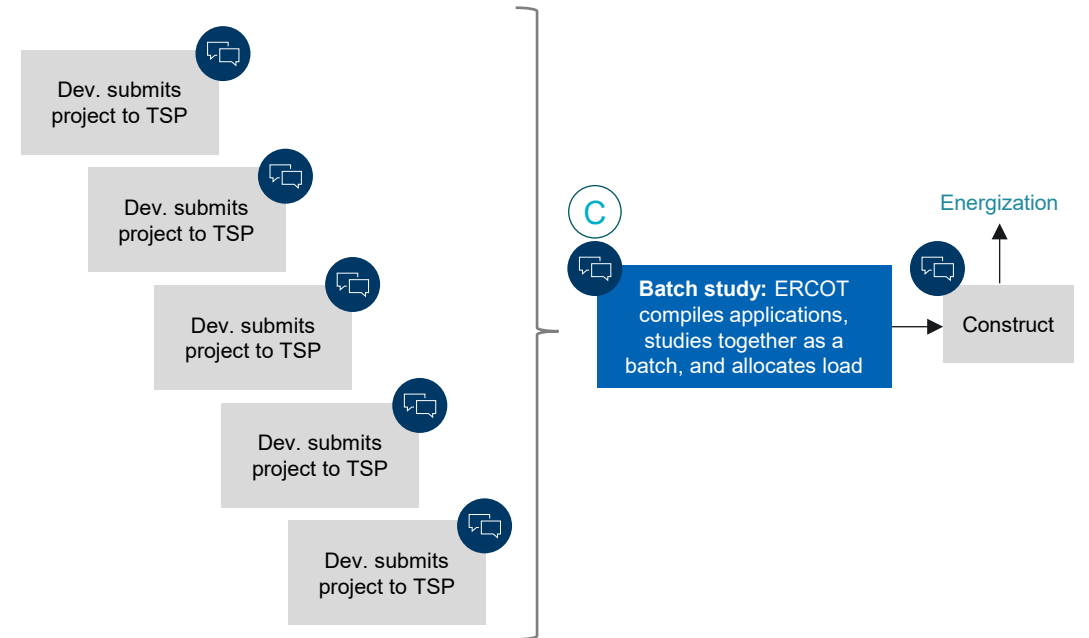 Dev. submits
project to TSP
Dev. submits
project to TSP
Dev. submits
project to TSP
Dev. submits
project to TSP
Dev. submits
project to TSP
C
Batch study: ERCOT
compiles applications,
studies together as a
batch, and allocates load
Energization
Construct